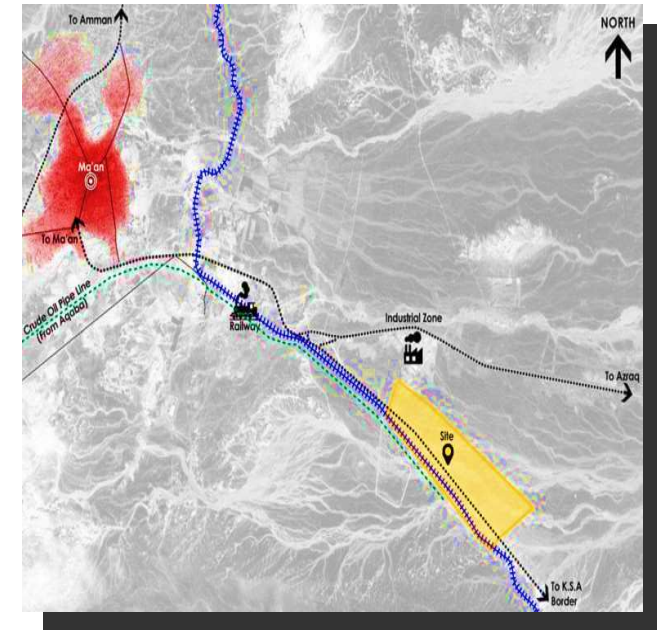 To Amman
NORTH
Ma'an
To Ma'an
Crude Oil Pipe Line
(from Aqaba)
Railway
Industrial Zone
To Azraq
Site
To K.S.A
Border